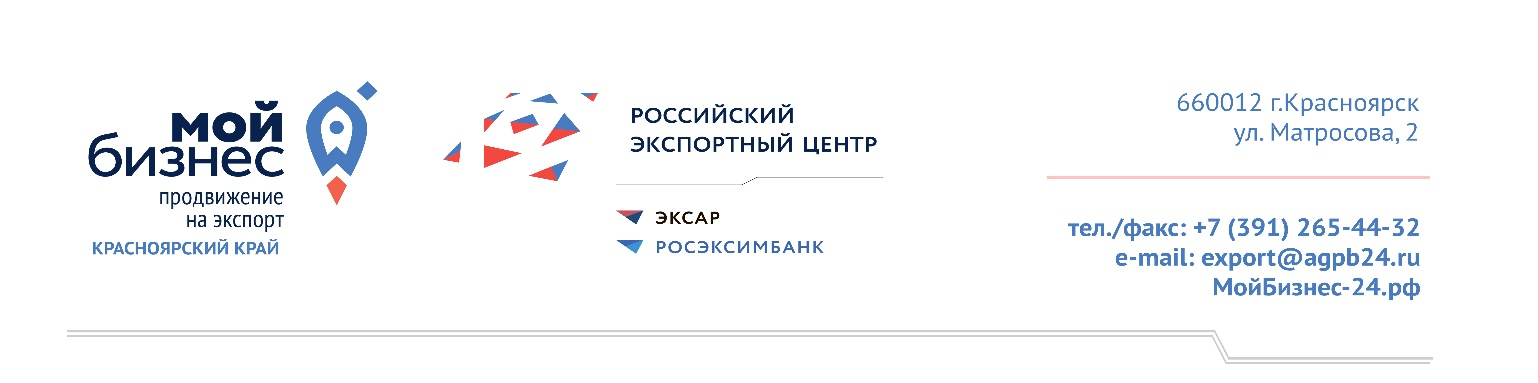 мой
бизнес
продвижение
на экспорт
КРАСНОЯРСКИЙ КРАЙ
РОССИЙСКИЙ
ЭКСПОРТНЫЙ ЦЕНТР
ЭКСАР
РОСЭКСИМБАНК
660012 г.Красноярск
ул. Матросова, 2
тел./факс: +7 (391) 265-44-32
e-mail: export@agpb24.ru
МойБизнес-24.рф